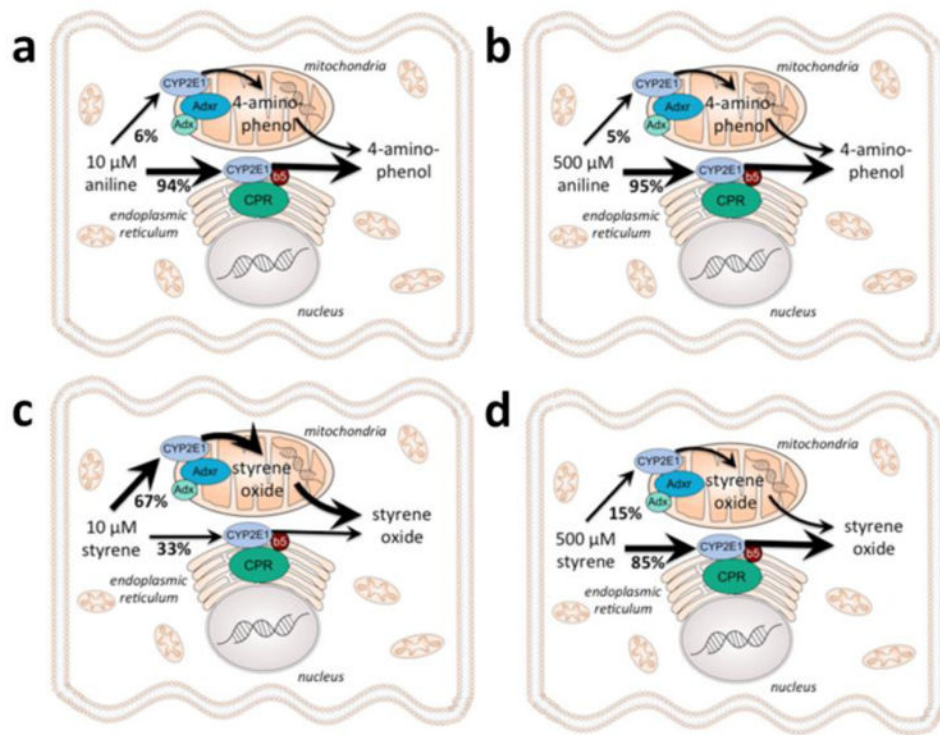 a
mitochondria
CYP2E1
Adxr
Adx
4-amino-
phenol
6%
10 µM
aniline
94%
CYP2E1
b5
CPR
4-amino-
phenol
endoplasmic
reticulum
nucleus
b
mitochondria
CYP2E1
Adxr
Adx
4-amino-
phenol
5%
500 µM
aniline
95%
CYP2E1
b5
CPR
4-amino-
phenol
endoplasmic
reticulum
nucleus
c
mitochondria
CYP2E1
Adxr
Adx
styrene
oxide
67%
10 µM
styrene
33%
CYP2E1
b5
CPR
styrene
oxide
endoplasmic
reticulum
nucleus
d
mitochondria
CYP2E1
Adxr
Adx
styrene
oxide
15%
500 µM
styrene
85%
CYP2E1
b5
CPR
styrene
oxide
endoplasmic
reticulum
nucleus